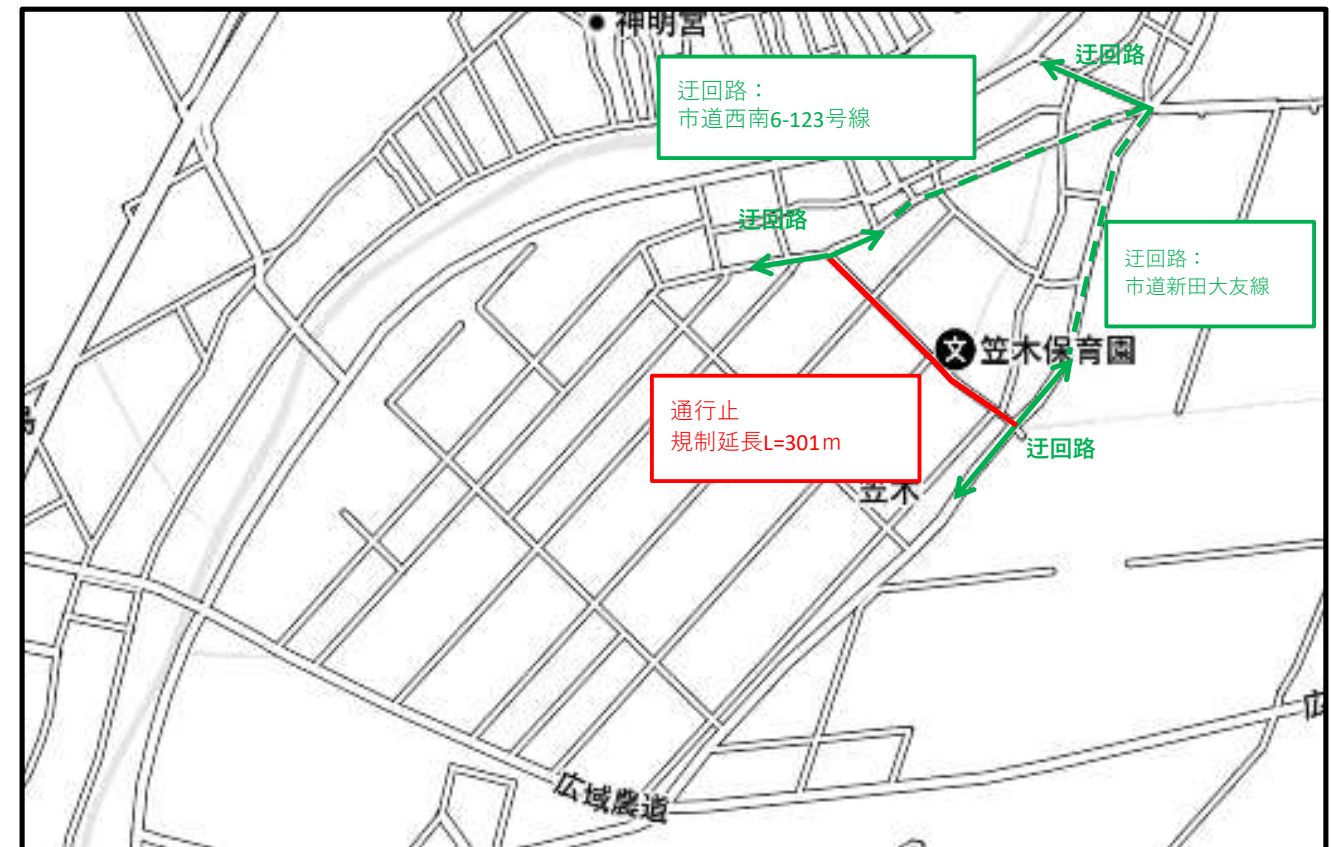 神明宮
迂回路
迂回路：
市道西南6-123号線
迂回路
迂回路：
市道新田大友線
文
笠木保育園
通行止
規制延長L=301ｍ
迂回路
笠木
広域農道
広